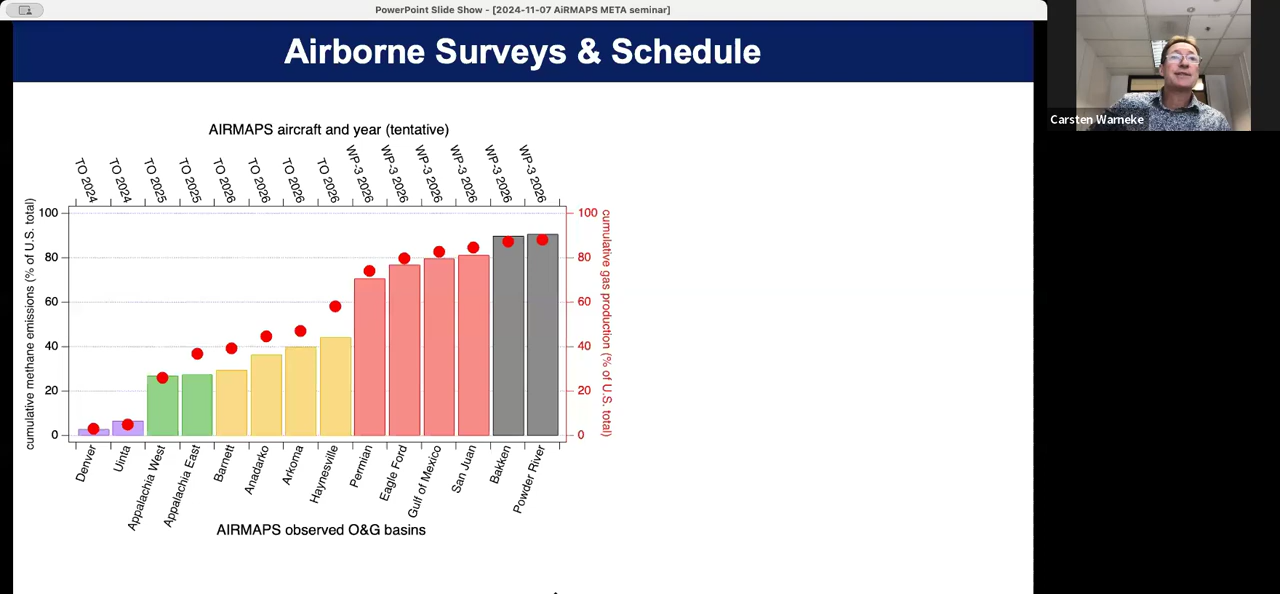 PowerPoint Slide Show - [2024-11-07 AiRMAPS META seminar]
Airborne Surveys & Schedule
Carsten Warneke
AIRMAPS aircraft and year (tentative)
TO 2024
TO 2024
TO 2025
TO 2025
TO 2026
TO 2026
TO 2026
TO 2026
WP-3 2026
WP-3 2026
WP-3 2026
WP-3 2026
WP-3 2026
WP-3 2026
cumulative methane emissions (% of U.S. total)
100
80
60
40
20
0
100
80
60
40
20
0
cumulative gas production (% of U.S. total)
Denver
Uinta
Appalachia West
Appalachia East
Barnett
Anadarko
Arkoma
Haynesville
Permian
Eagle Ford
Gulf of Mexico
San Juan
Bakken
Powder River
AIRMAPS observed O&G basins